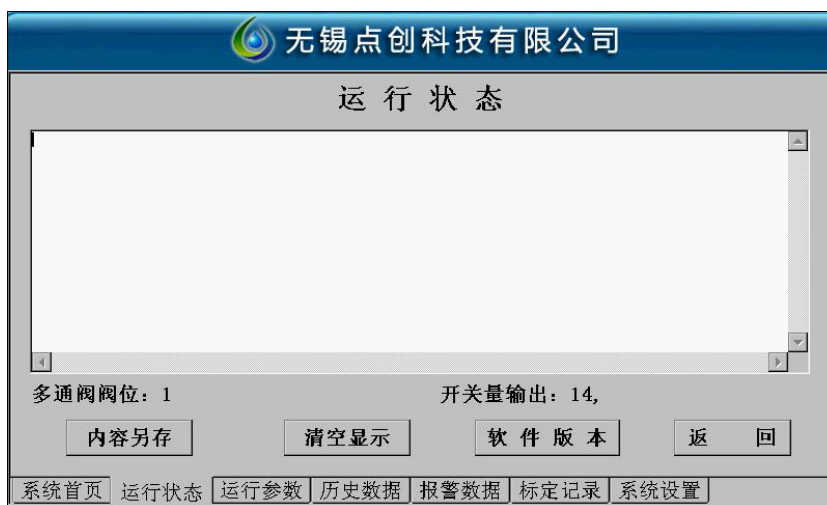 无锡点创科技有限公司
运行状态
多通阀阀位：1 开关量输出：14,
内容另存 清空显示 软件版本 返回
系统首页 运行状态 运行参数 历史数据 报警数据 标定记录 系统设置